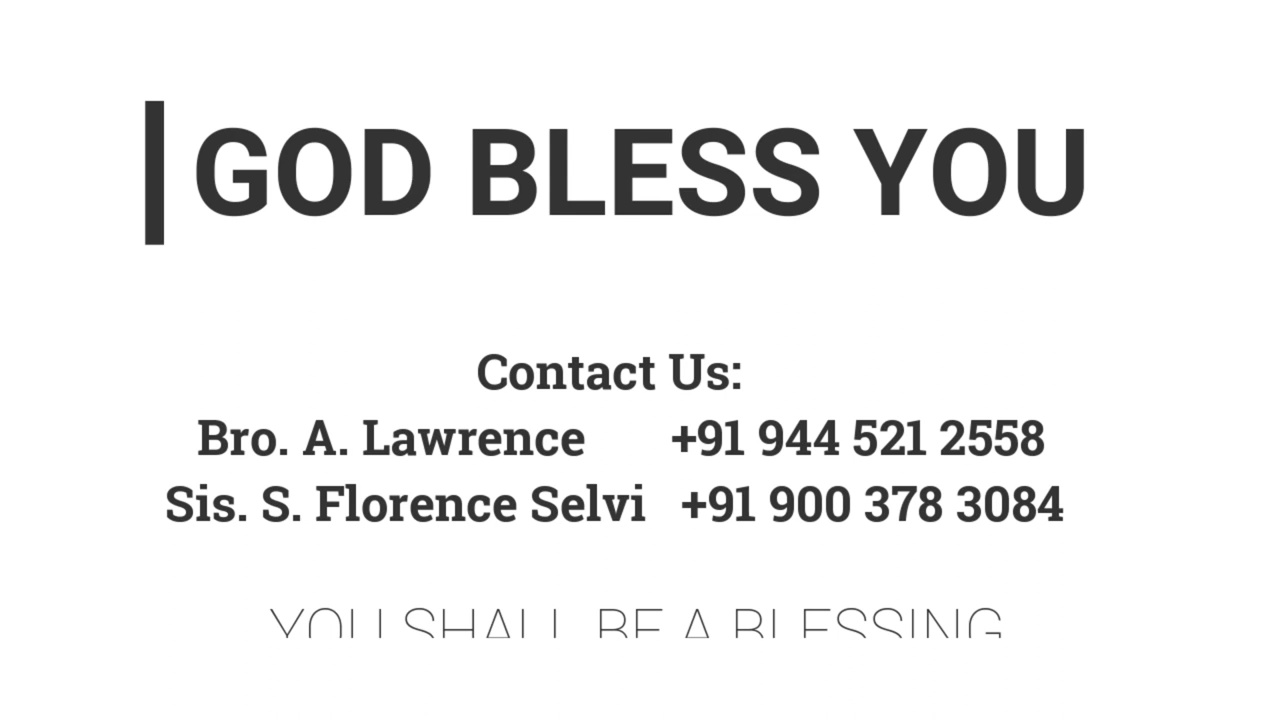 GOD BLESS YOU
Contact Us:
Bro. A. Lawrence +91 944 521 2558
Sis. S. Florence Selvi +91 900 378 3084
YOU SHALL BE A BLESSING